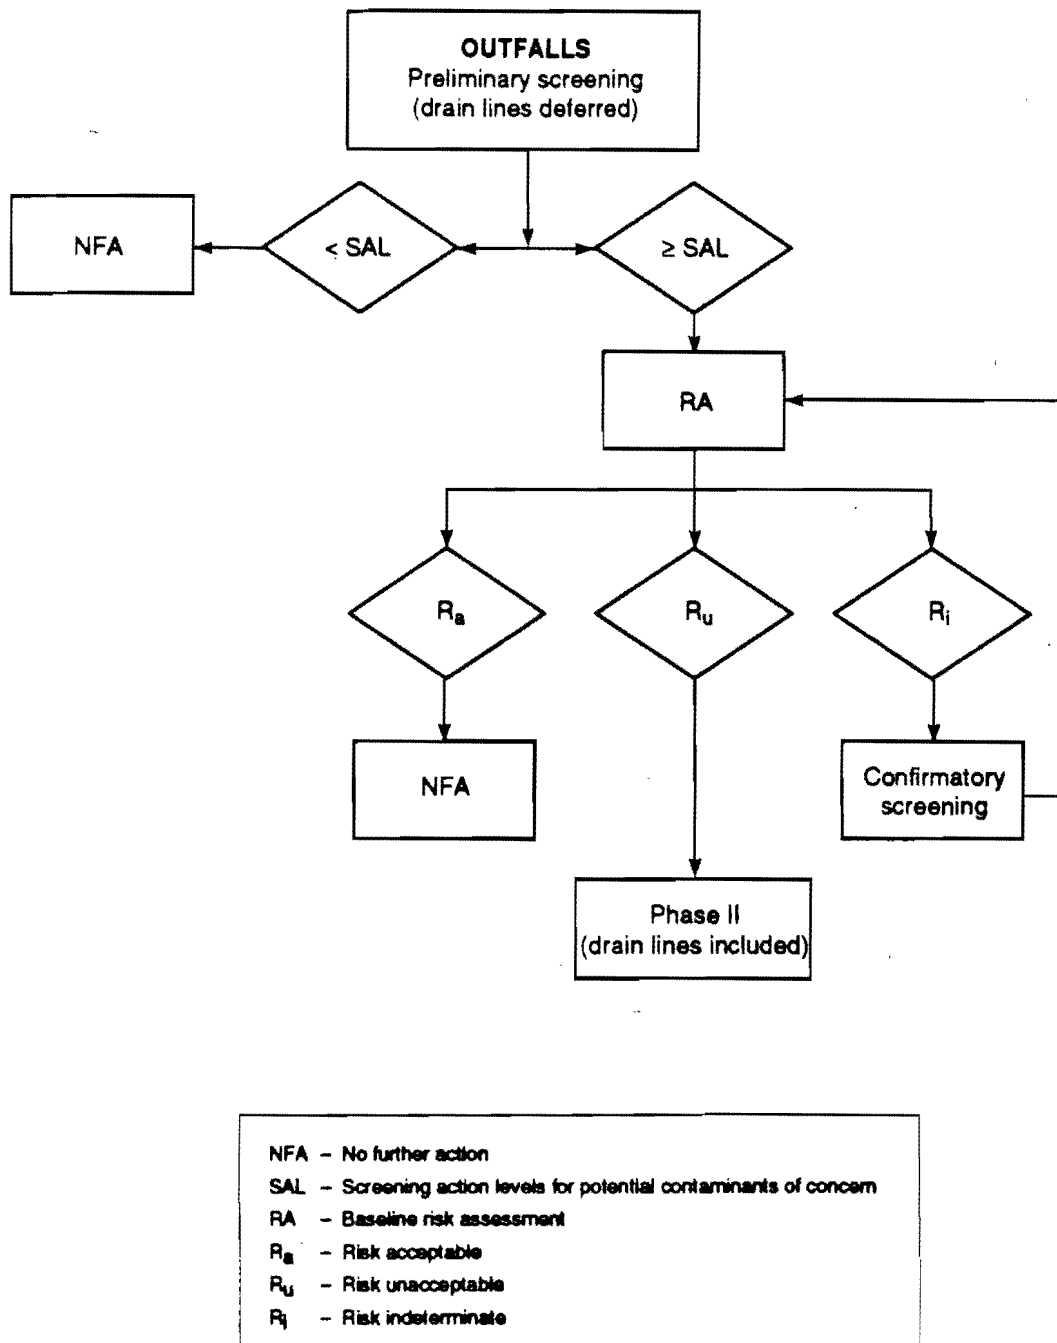 OUTFALLS
Preliminary screening
(drain lines deferred)
NFA
< SAL
≥ SAL
RA
Ra
Ru
Ri
NFA
Confirmatory
screening
Phase II
(drain lines included)
NFA – No further action
SAL – Screening action levels for potential contaminants of concern
RA – Baseline risk assessment
Ra – Risk acceptable
Ru – Risk unacceptable
Ri – Risk indeterminate